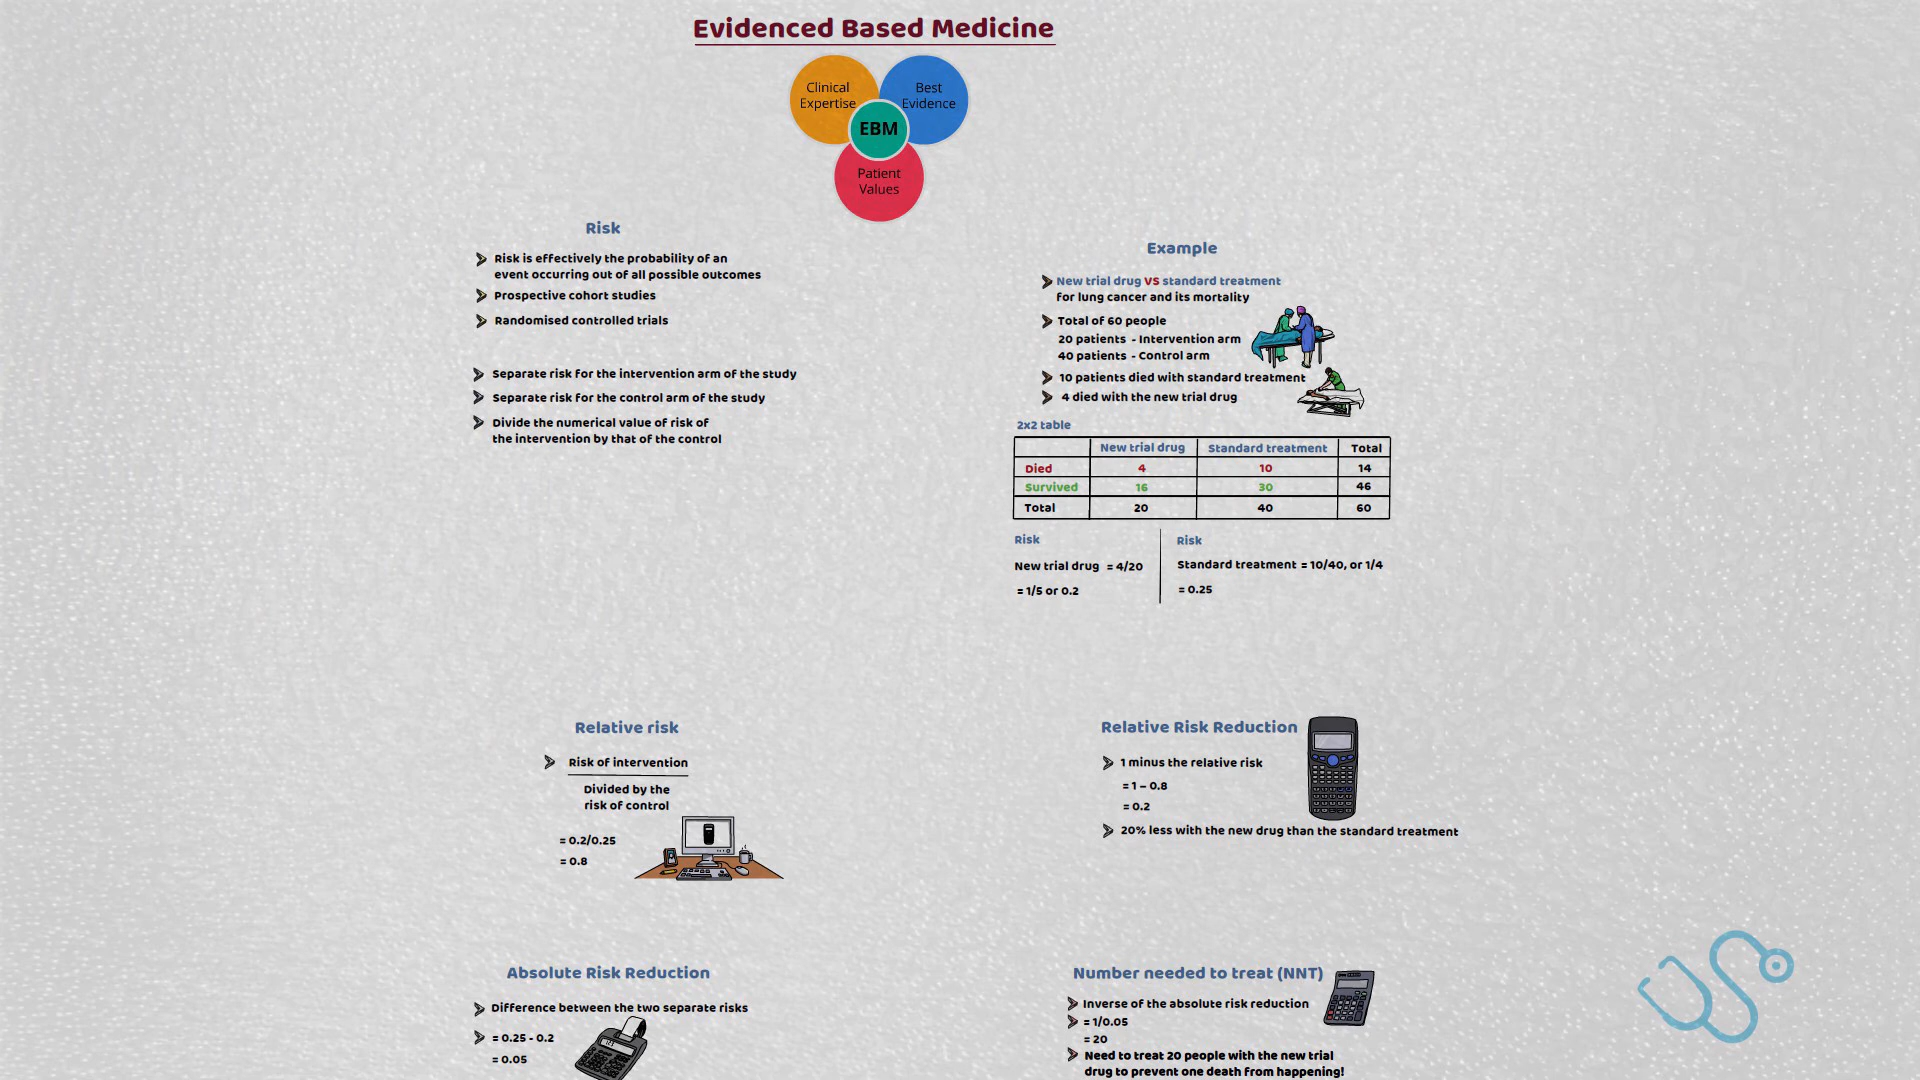 Evidenced Based Medicine
Clinical
Expertise
Best
Evidence
EBM
Patient
Values
Risk
Risk is effectively the probability of an
event occurring out of all possible outcomes
Prospective cohort studies
Randomised controlled trials
Separate risk for the intervention arm of the study
Separate risk for the control arm of the study
Divide the numerical value of risk of
the intervention by that of the control
Example
New trial drug VS standard treatment
for lung cancer and its mortality
Total of 60 people
20 patients - Intervention arm
40 patients - Control arm
10 patients died with standard treatment
4 died with the new trial drug
2x2 table
New trial drug Standard treatment Total
Died 4 10 14
Survived 16 30 46
Total 20 40 60
Risk
New trial drug = 4/20
= 1/5 or 0.2
Risk
Standard treatment = 10/40, or 1/4
= 0.25
Relative risk
Risk of intervention
Divided by the
risk of control
= 0.2/0.25
= 0.8
Relative Risk Reduction
1 minus the relative risk
= 1 – 0.8
= 0.2
20% less with the new drug than the standard treatment
Absolute Risk Reduction
Difference between the two separate risks
= 0.25 - 0.2
= 0.05
Number needed to treat (NNT)
Inverse of the absolute risk reduction
= 1/0.05
= 20
Need to treat 20 people with the new trial
drug to prevent one death from happening!